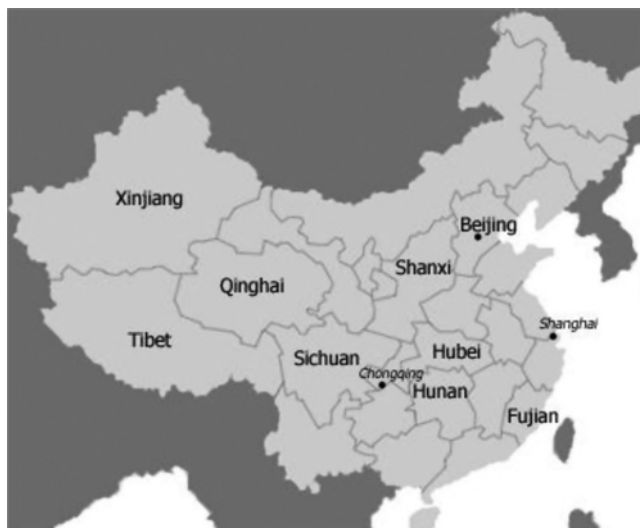 Xinjiang
Beijing
Shanxi
Qinghai
Shanghai
Tibet
Sichuan
Hubei
Chongqing
Hunan
Fujian